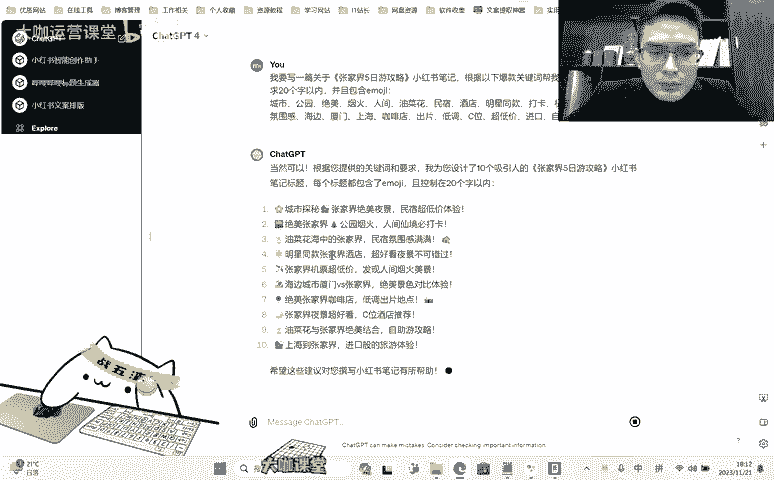 优惠网站 在线工具 博客管理 工作相关 个人收藏 资源教程 学习网站 IT站长 网盘资源 软件收费 文案提取神器
大咖运营课堂
ChatGPT
小红书智能创作助手
小红书文案排版
Explore
ChatGPT 4
You
我要写一篇关于《张家界5日游攻略》小红书笔记，根据以下爆款关键词帮我
求20个字以内，并且包含emoji：
城市、公园、绝美、烟火、人间、油菜花、民宿、酒店、明星同款、打卡、
氛围感、海边、厦门、上海、咖啡店、出片、低调、C位、超低价、进口、自
ChatGPT
当然可以！根据您提供的关键词和要求，我为您设计了10个吸引人的《张家界5日游攻略》小红书
笔记标题，每个标题都包含了emoji，且控制在20个字以内：
1. 城市探秘 张家界绝美夜景，民宿超低价体验！
2. 绝美张家界 公园烟火，人间仙境必打卡！
3. 油菜花海中的张家界，民宿氛围感满满！
4. 明星同款张家界酒店，超好看夜景不可错过！
5. 张家界机票超低价，发现人间烟火美景！
6. 海边城市厦门vs张家界，绝美景色对比体验！
7. 绝美张家界咖啡店，低调出片地点！
8. 张家界夜景超好看，C位酒店推荐！
9. 油菜花与张家界绝美结合，自助游攻略！
10. 上海到张家界，进口般的旅游体验！
希望这些建议对您撰写小红书笔记有所帮助！
战五渣
Message ChatGPT...
ChatGPT can make mistakes. Consider checking important information.
?
大咖课堂
21°C
中 拼
18:12
2023/11/21